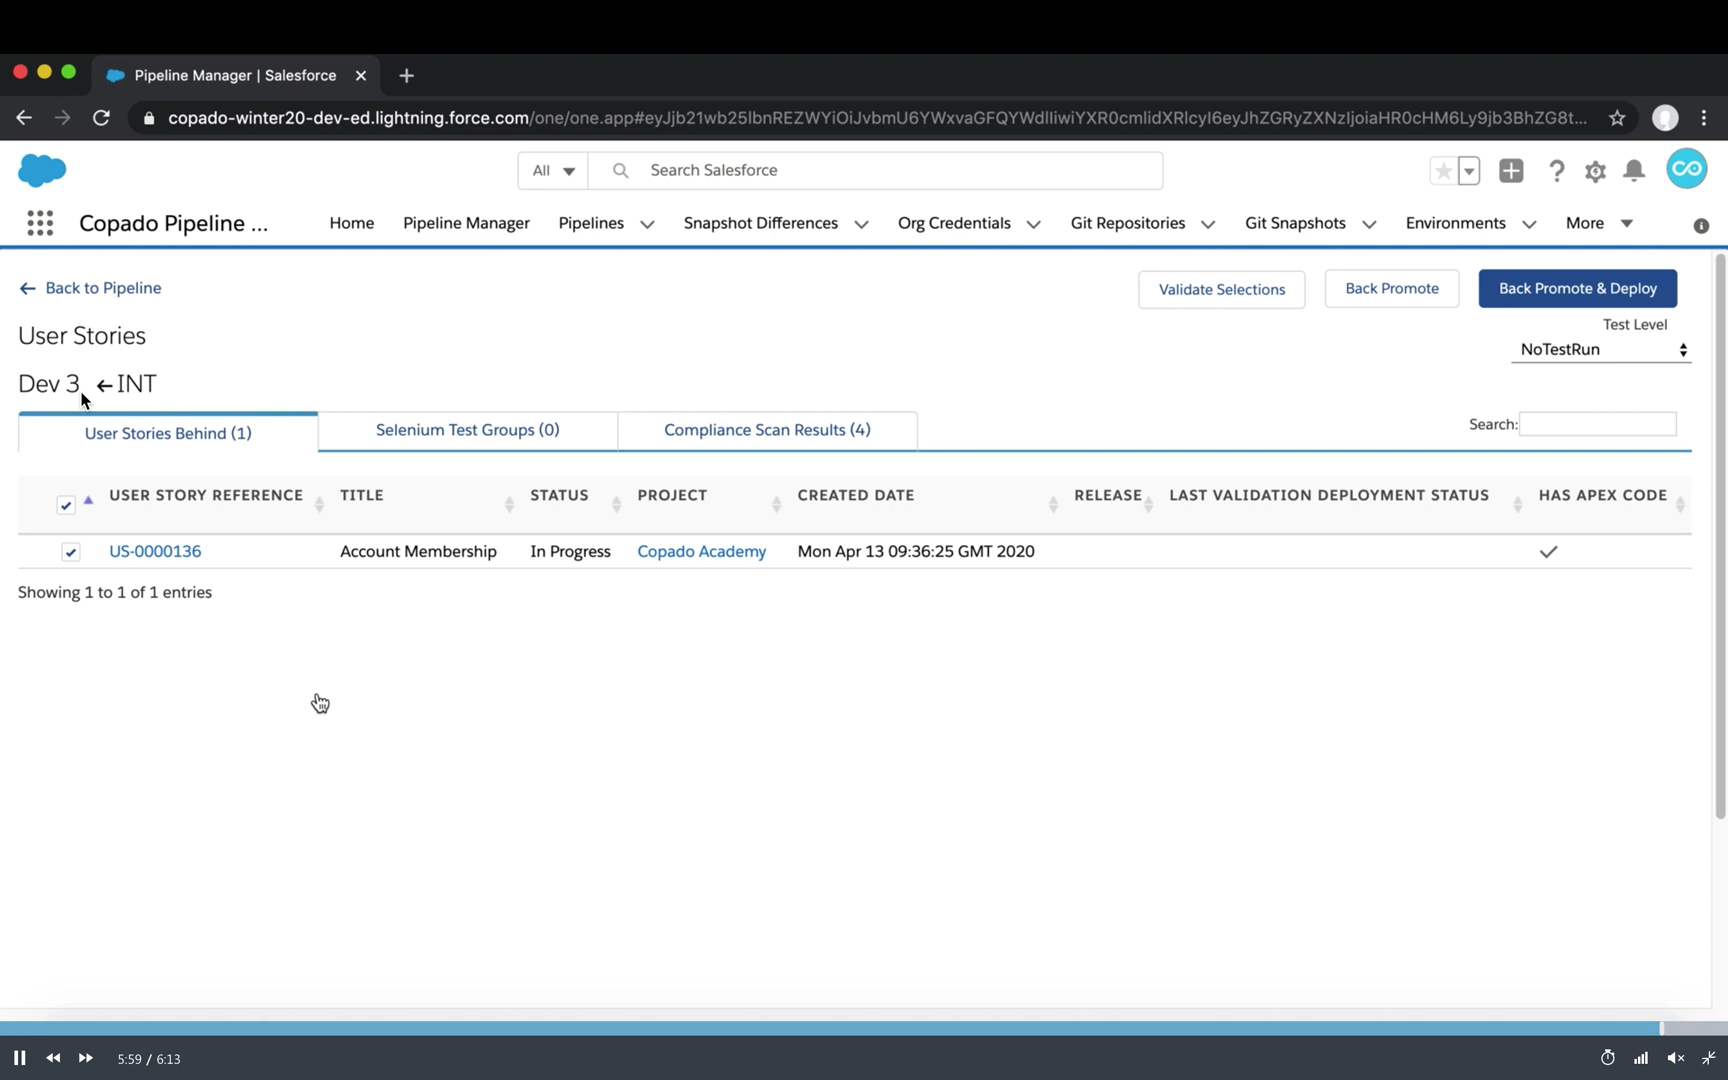 Pipeline Manager | Salesforce
copado-winter20-dev-ed.lightning.force.com/one/one.app#eyJjb21wb25lbnREZWYiOiJvbmU6YWxvaGFQYWdlIiwiYXR0cmlidXRlcyI6eyJhZGRyZXNzIjoiaHR0cHM6Ly9jb3BhZG8t...
All
Search Salesforce
Copado Pipeline ...
Home
Pipeline Manager
Pipelines
Snapshot Differences
Org Credentials
Git Repositories
Git Snapshots
Environments
More
Back to Pipeline
Validate Selections
Back Promote
Back Promote & Deploy
User Stories
Test Level
NoTestRun
Dev 3 ←INT
User Stories Behind (1)
Selenium Test Groups (0)
Compliance Scan Results (4)
Search:
USER STORY REFERENCE
TITLE
STATUS
PROJECT
CREATED DATE
RELEASE
LAST VALIDATION DEPLOYMENT STATUS
HAS APEX CODE
US-0000136
Account Membership
In Progress
Copado Academy
Mon Apr 13 09:36:25 GMT 2020
Showing 1 to 1 of 1 entries
5:59 / 6:13